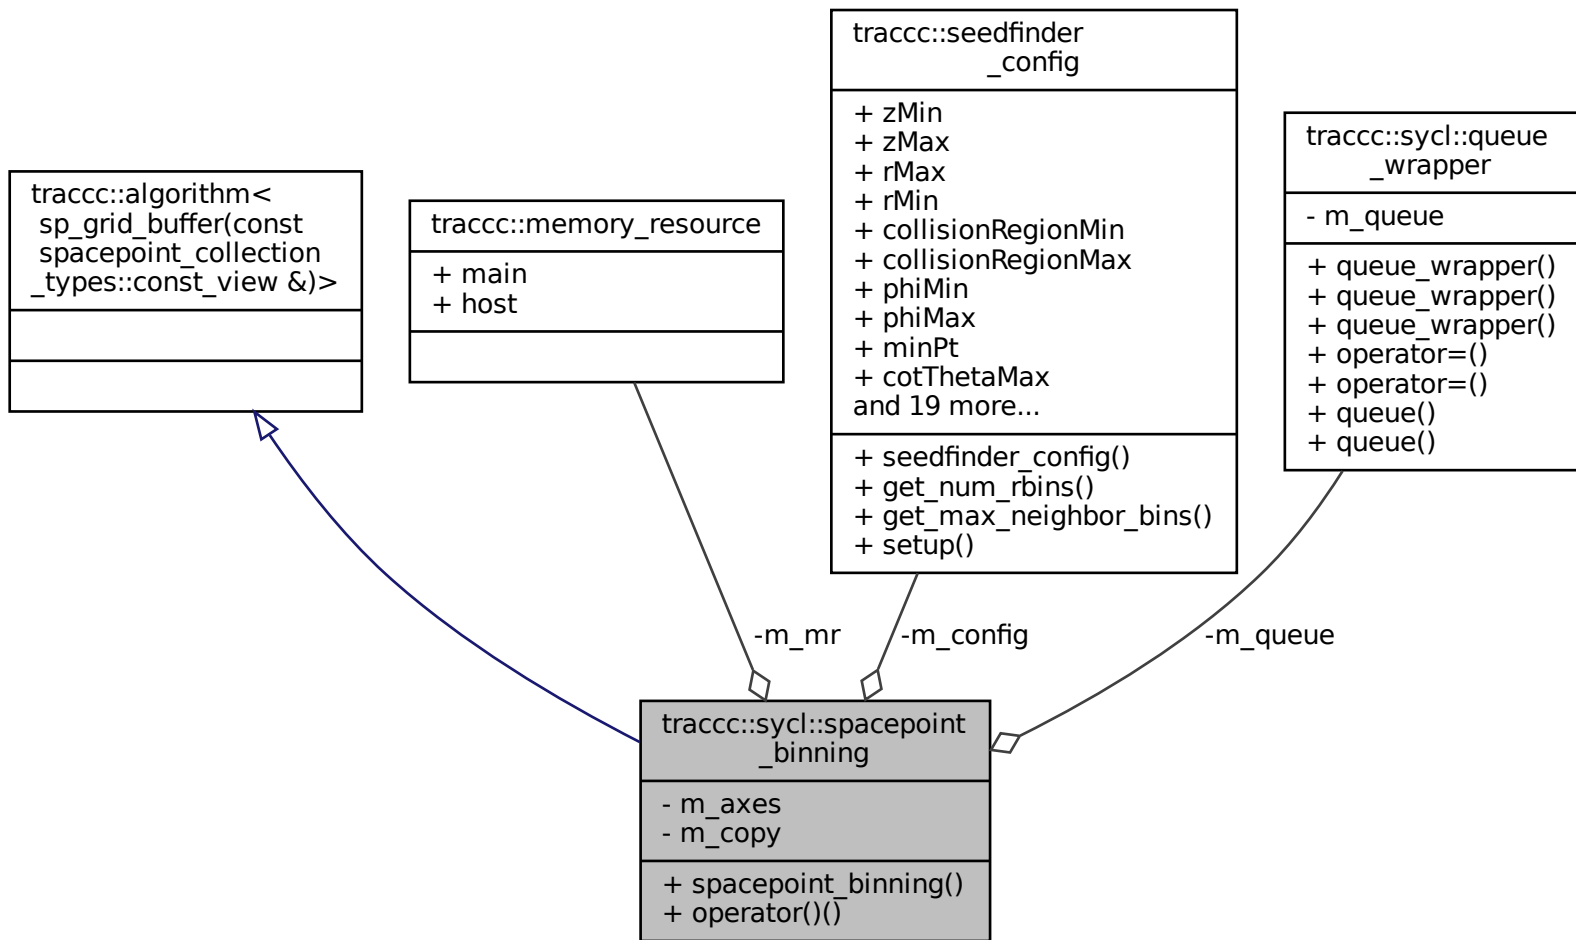 traccc::algorithm<
sp_grid_buffer(const
spacepoint_collection
_types::const_view &)>
traccc::memory_resource
+ main
+ host
traccc::seedfinder
_config
+ zMin
+ zMax
+ rMax
+ rMin
+ collisionRegionMin
+ collisionRegionMax
+ phiMin
+ phiMax
+ minPt
+ cotThetaMax
and 19 more...
+ seedfinder_config()
+ get_num_rbins()
+ get_max_neighbor_bins()
+ setup()
traccc::sycl::queue
_wrapper
- m_queue
+ queue_wrapper()
+ queue_wrapper()
+ queue_wrapper()
+ operator=()
+ operator=()
+ queue()
+ queue()
-m_mr
-m_config
-m_queue
traccc::sycl::spacepoint
_binning
- m_axes
- m_copy
+ spacepoint_binning()
+ operator()()